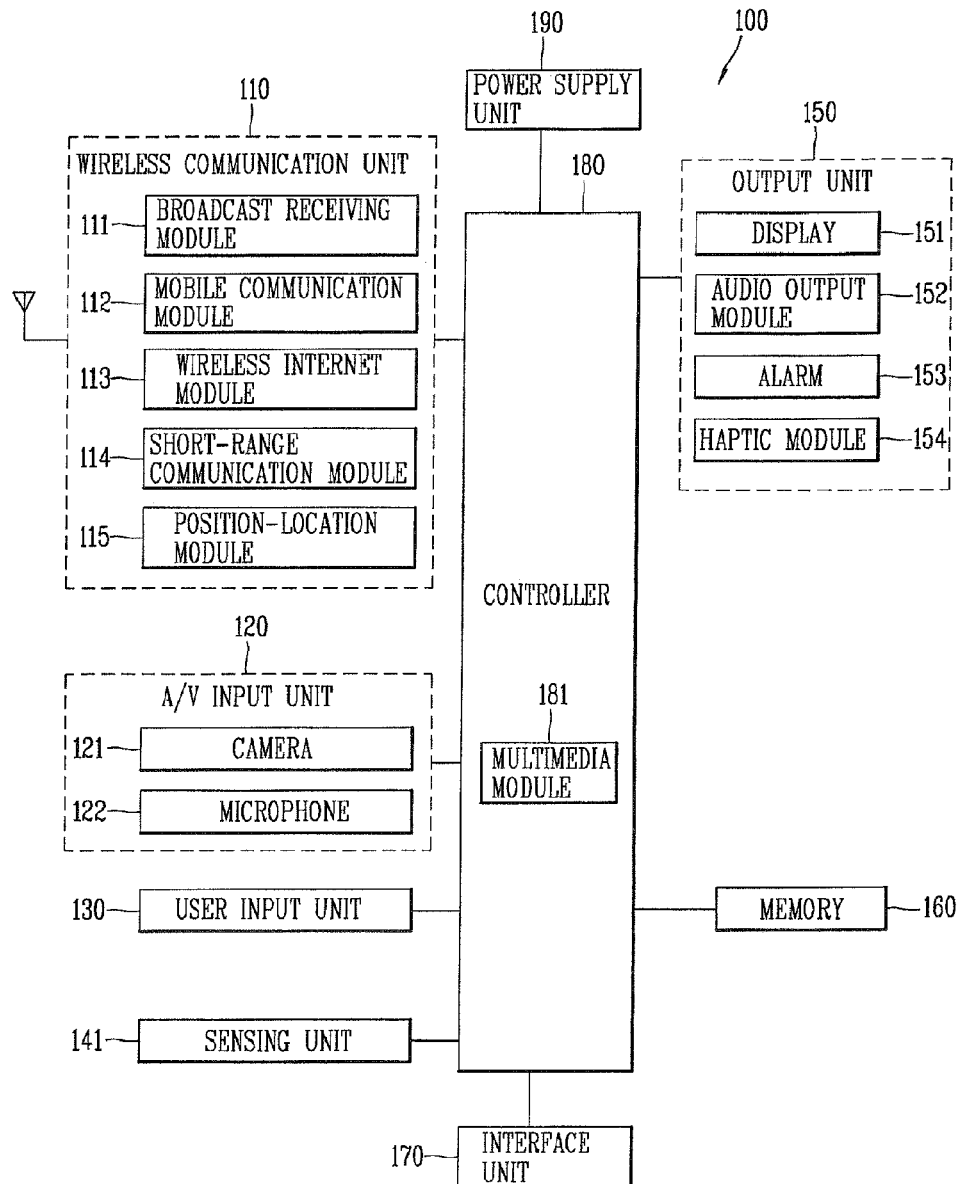 100
190
POWER SUPPLY
UNIT
110
WIRELESS COMMUNICATION UNIT
111
BROADCAST RECEIVING
MODULE
112
MOBILE COMMUNICATION
MODULE
113
WIRELESS INTERNET
MODULE
114
SHORT-RANGE
COMMUNICATION MODULE
115
POSITION-LOCATION
MODULE
120
A/V INPUT UNIT
121
CAMERA
122
MICROPHONE
130
USER INPUT UNIT
141
SENSING UNIT
180
CONTROLLER
181
MULTIMEDIA
MODULE
150
OUTPUT UNIT
DISPLAY
151
AUDIO OUTPUT
MODULE
152
ALARM
153
HAPTIC MODULE
154
MEMORY
160
170
INTERFACE
UNIT